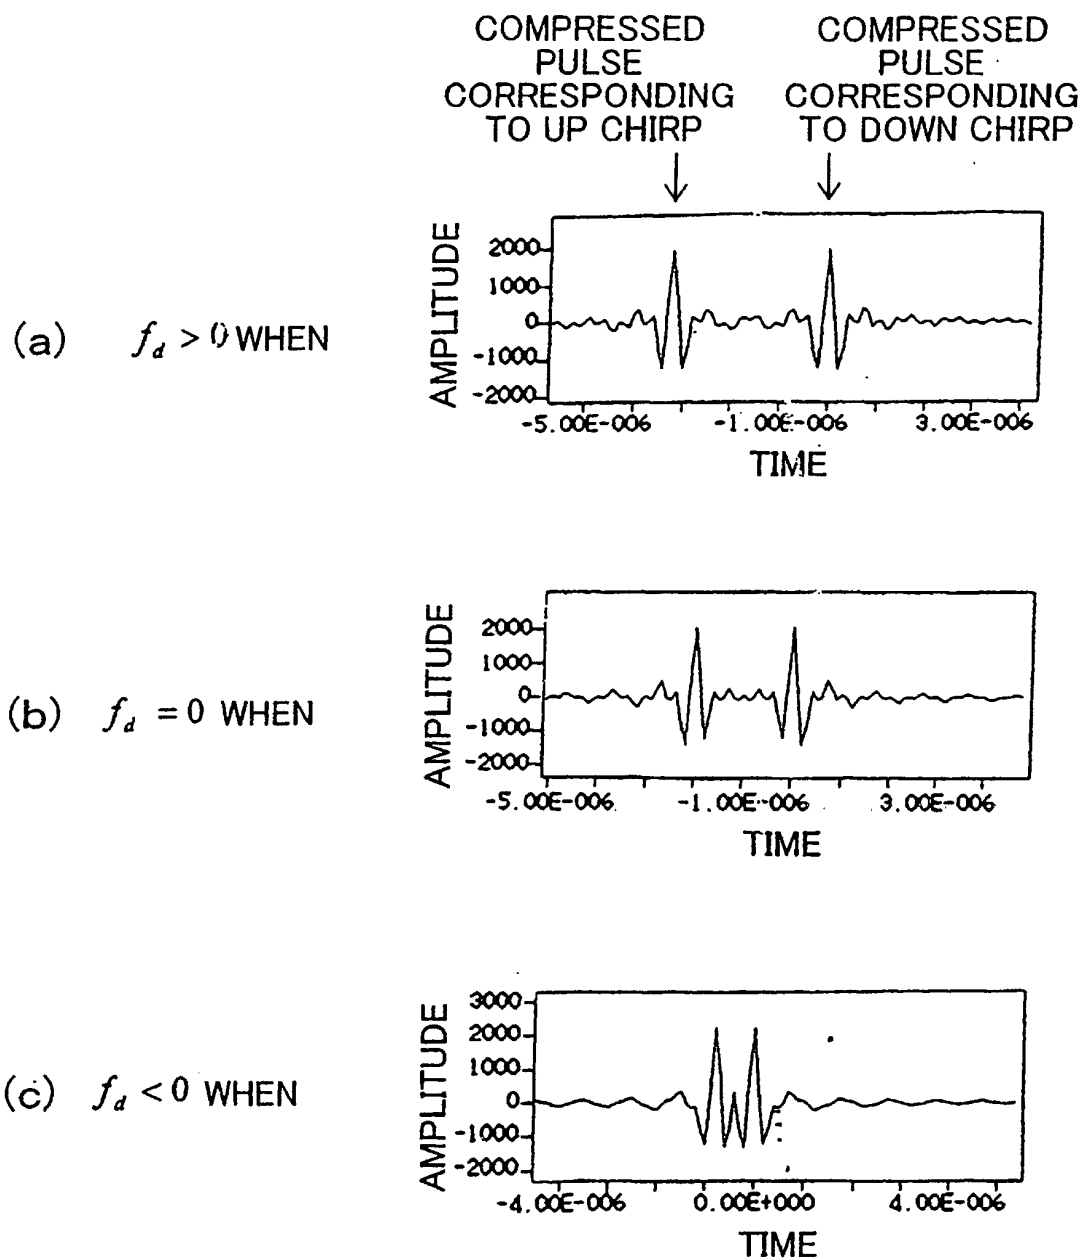 COMPRESSED
PULSE
CORRESPONDING
TO UP CHIRP
COMPRESSED
PULSE
CORRESPONDING
TO DOWN CHIRP
(a) f_d > 0 WHEN
AMPLITUDE
2000
1000
0
-1000
-2000
-5.00E-006 -1.00E-006 3.00E-006
TIME
(b) f_d = 0 WHEN
AMPLITUDE
2000
1000
0
-1000
-2000
-5.00E-006 -1.00E-006 3.00E-006
TIME
(c) f_d < 0 WHEN
AMPLITUDE
3000
2000
1000
0
-1000
-2000
-4.00E-006 0.00E+000 4.00E-006
TIME